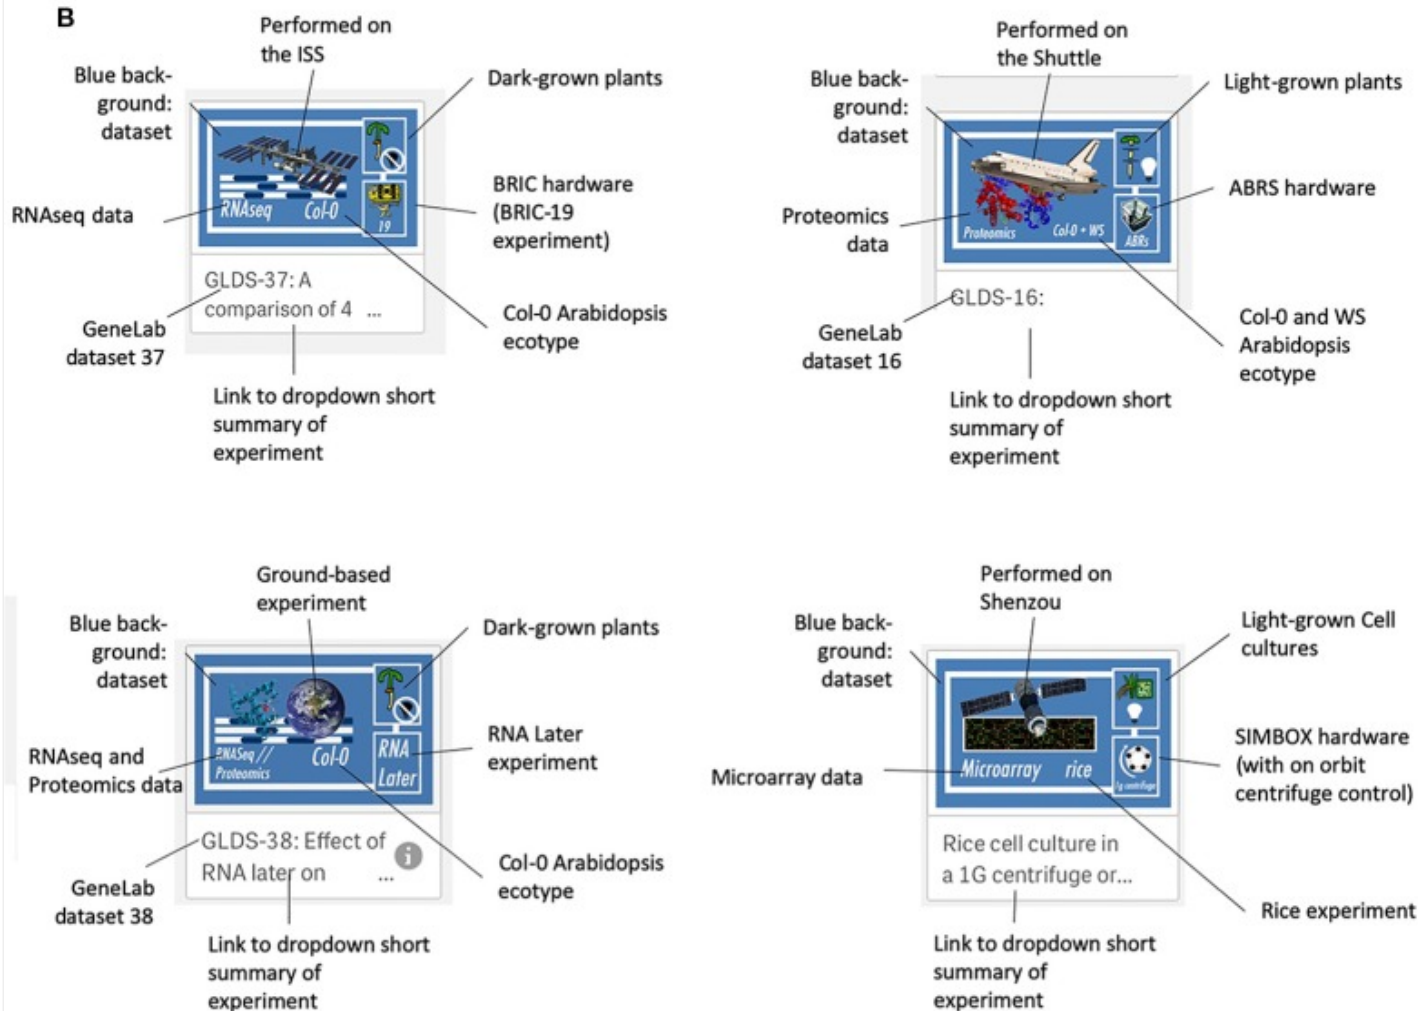 B
Performed on
the ISS
Blue back-
ground:
dataset
Dark-grown plants
RNAseq data
BRIC hardware
(BRIC-19
experiment)
RNAseq Col-0
19
GLDS-37: A
comparison of 4 ...
GeneLab
dataset 37
Col-0 Arabidopsis
ecotype
Link to dropdown short
summary of
experiment
Performed on
the Shuttle
Blue back-
ground:
dataset
Light-grown plants
ABRS hardware
Proteomics
data
Proteomics Col-0 + WS
ABRs
GLDS-16:
GeneLab
dataset 16
Col-0 and WS
Arabidopsis
ecotype
Link to dropdown short
summary of
experiment
Ground-based
experiment
Blue back-
ground:
dataset
Dark-grown plants
RNAseq and
Proteomics data
RNASeq //
Proteomics
Col-0
RNA
Later
RNA Later
experiment
GLDS-38: Effect of
RNA later on ...
i
GeneLab
dataset 38
Col-0 Arabidopsis
ecotype
Link to dropdown short
summary of
experiment
Performed on
Shenzou
Blue back-
ground:
dataset
Light-grown Cell
cultures
Microarray data
Microarray rice
1g centrifuge
SIMBOX hardware
(with on orbit
centrifuge control)
Rice cell culture in
a 1G centrifuge or...
Rice experiment
Link to dropdown short
summary of
experiment